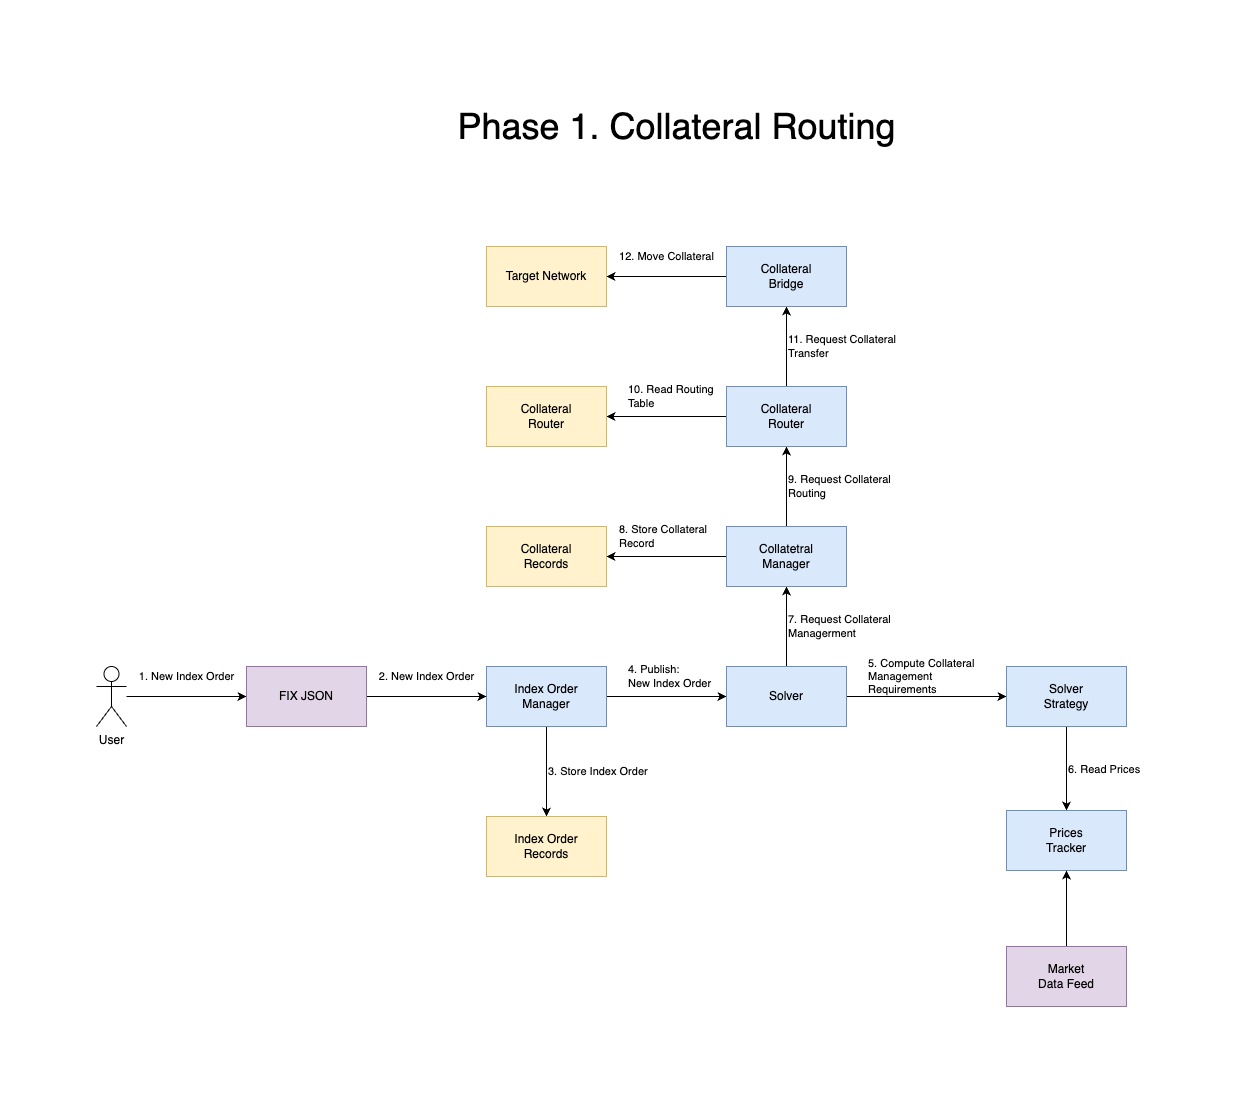 Phase 1. Collateral Routing
Target Network
12. Move Collateral
Collateral
Bridge
11. Request Collateral
Transfer
Collateral
Router
10. Read Routing
Table
Collateral
Router
9. Request Collateral
Routing
Collateral
Records
8. Store Collateral
Record
Collatetral
Manager
7. Request Collateral
Managerment
User
1. New Index Order
FIX JSON
2. New Index Order
Index Order
Manager
4. Publish:
New Index Order
Solver
5. Compute Collateral
Management
Requirements
Solver
Strategy
3. Store Index Order
6. Read Prices
Index Order
Records
Prices
Tracker
Market
Data Feed